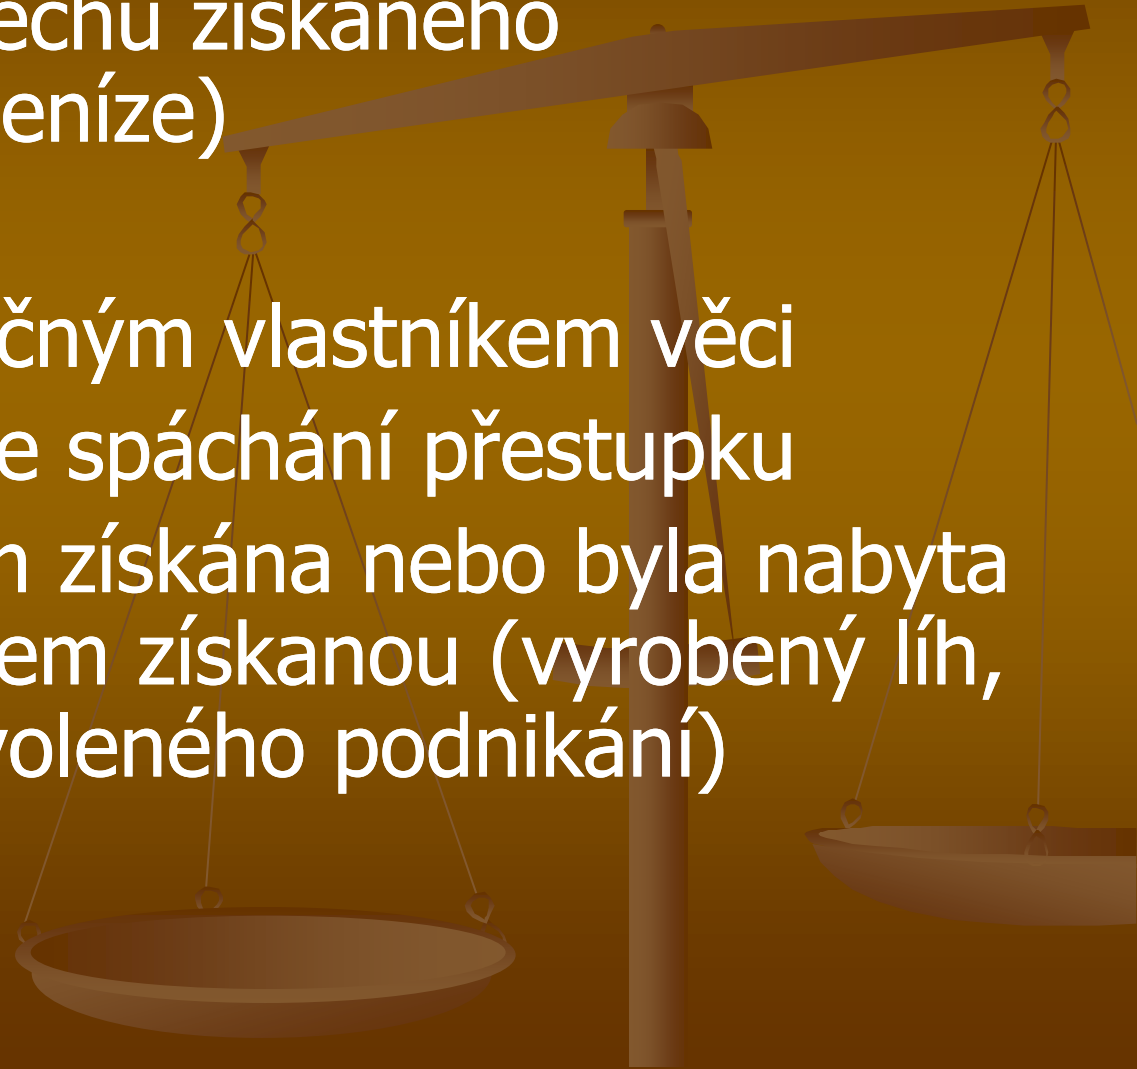 echu získaného
eníze)
čným vlastníkem věci
e spáchání přestupku
n získána nebo byla nabyta
em získanou (vyrobený líh,
voleného podnikání)